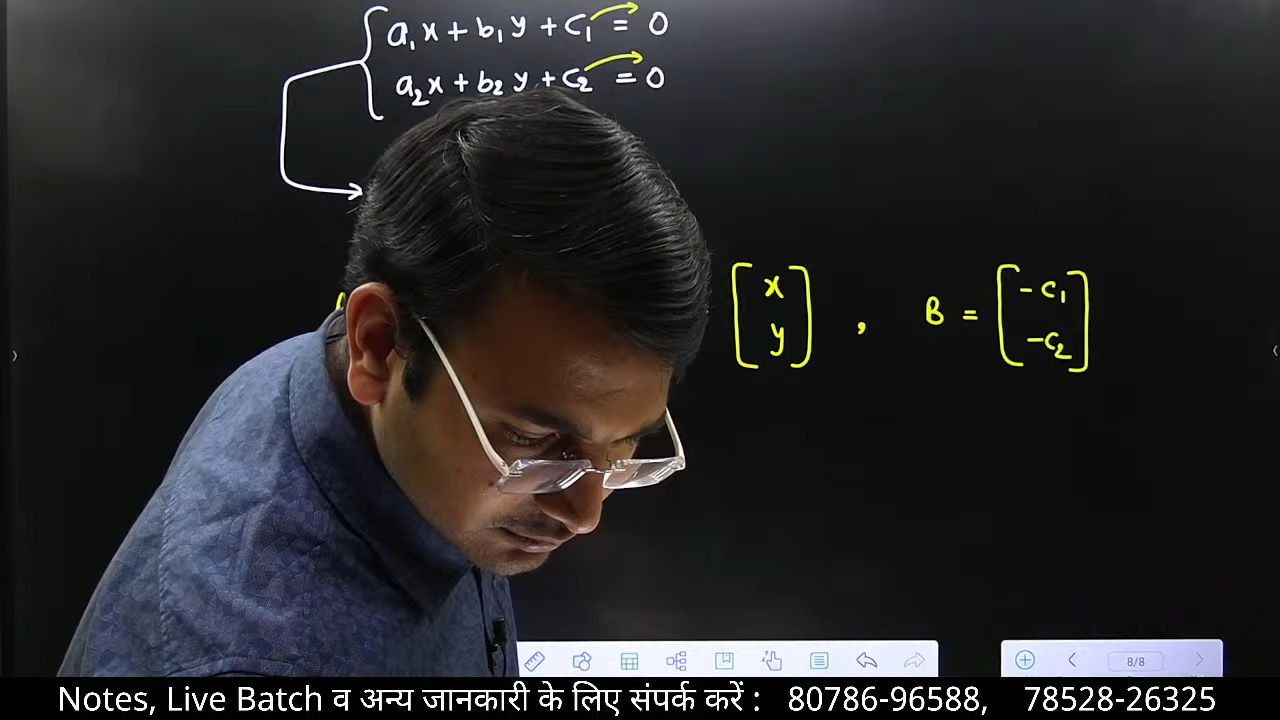 a₁x + b₁y + c₁ = 0
a₂x + b₂y + c₂ = 0
[x y] , B = [-c₁ -c₂]
8/8
Notes, Live Batch व अन्य जानकारी के लिए संपर्क करें : 80786-96588, 78528-26325